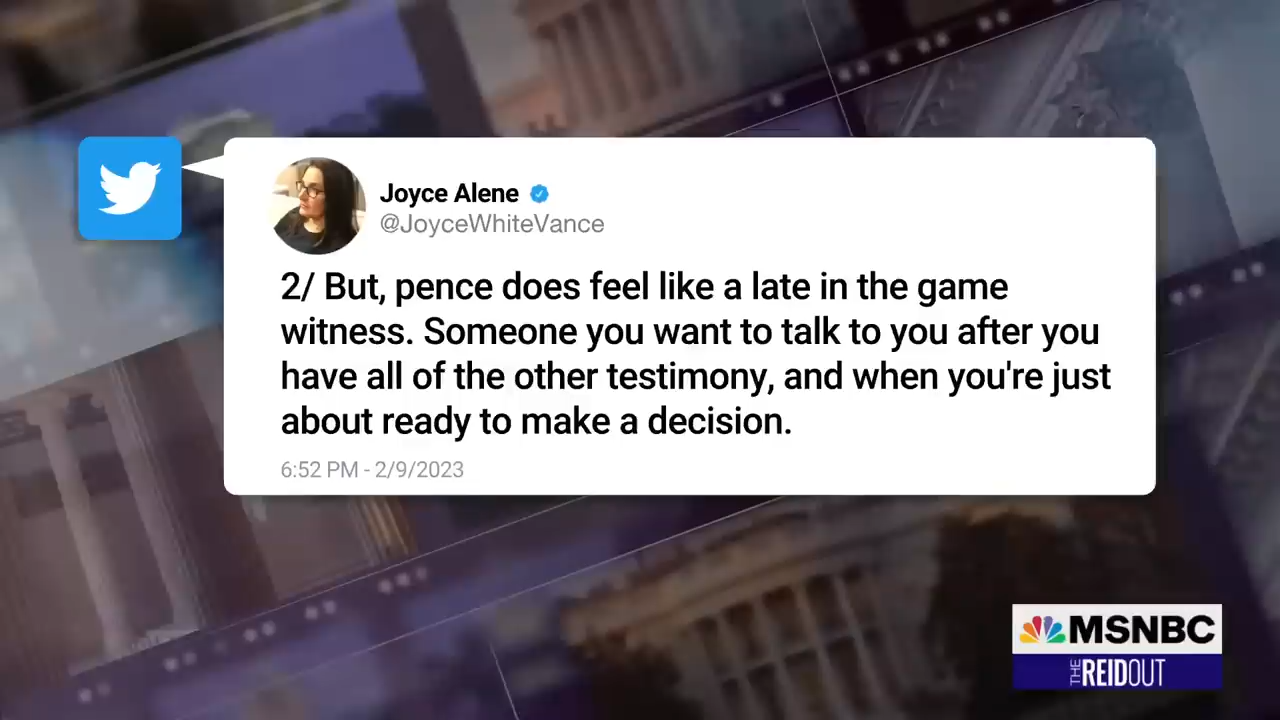 Joyce Alene
@JoyceWhiteVance
2/ But, pence does feel like a late in the game
witness. Someone you want to talk to you after you
have all of the other testimony, and when you're just
about ready to make a decision.
6:52 PM - 2/9/2023
MSNBC
THE REIDOUT